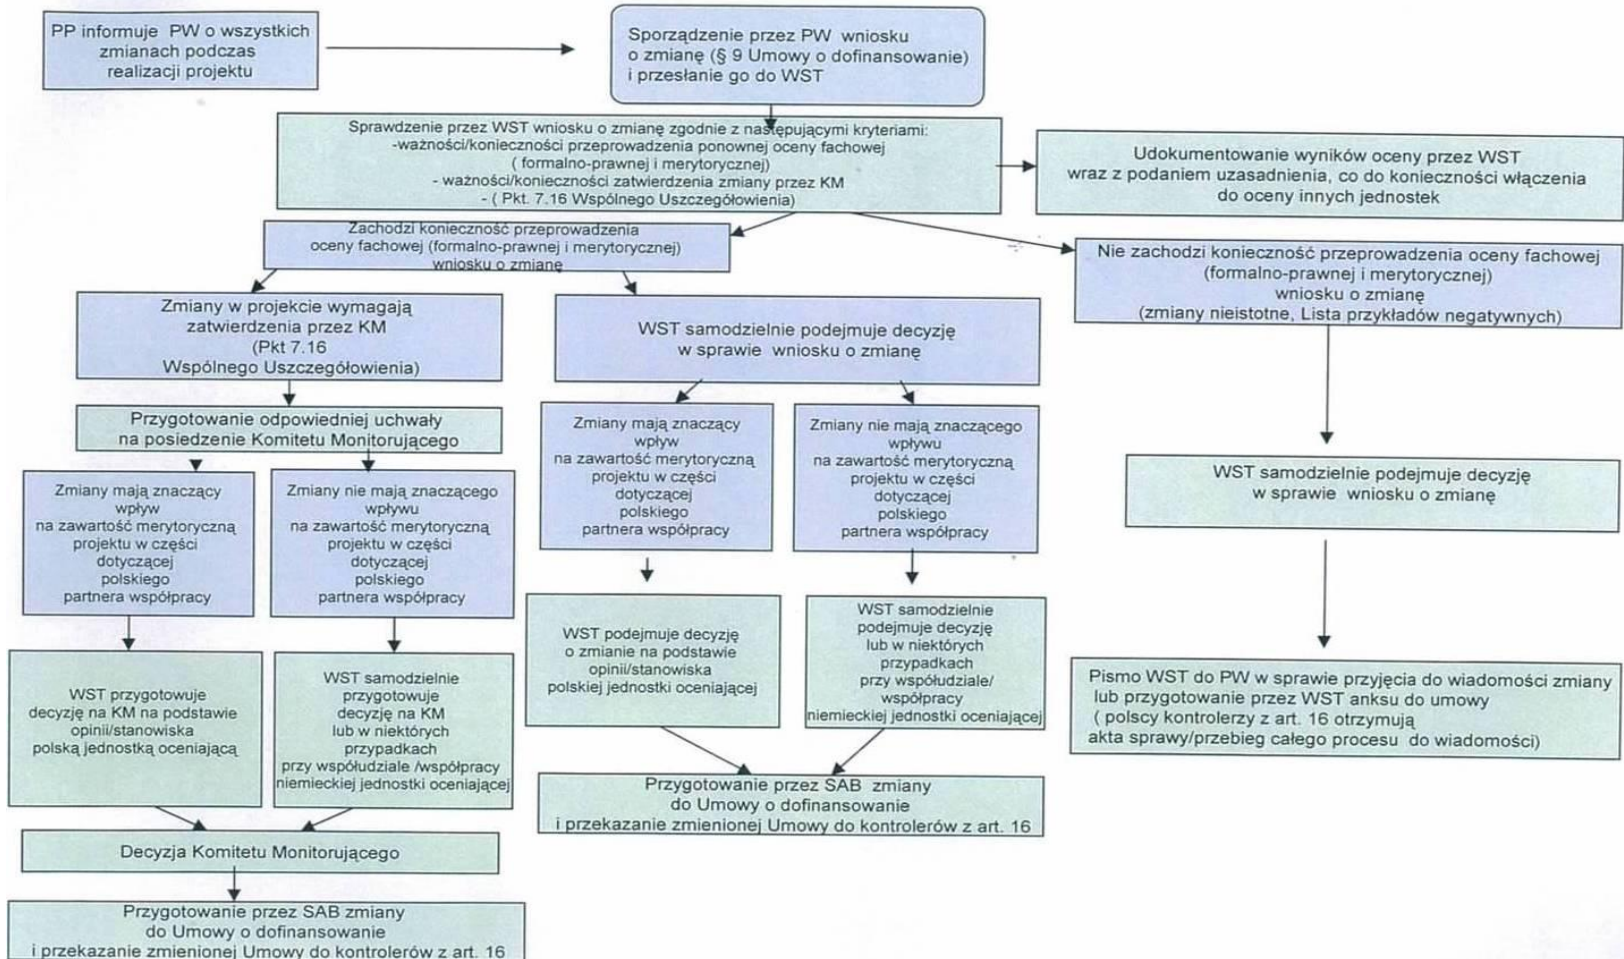 PP informuje PW o wszystkich
zmianach podczas
realizacji projektu
Sporządzenie przez PW wniosku
o zmianę (§ 9 Umowy o dofinansowanie)
i przesłanie go do WST
Sprawdzenie przez WST wniosku o zmianę zgodnie z następującymi kryteriami:
-ważności/konieczności przeprowadzenia ponownej oceny fachowej
( formalno-prawnej i merytorycznej)
- ważności/konieczności zatwierdzenia zmiany przez KM
- ( Pkt. 7.16 Wspólnego Uszczegółowienia)
Udokumentowanie wyników oceny przez WST
wraz z podaniem uzasadnienia, co do konieczności włączenia
do oceny innych jednostek
Zachodzi konieczność przeprowadzenia
oceny fachowej (formalno-prawnej i merytorycznej)
wniosku o zmianę
Nie zachodzi konieczność przeprowadzenia oceny fachowej
(formalno-prawnej i merytorycznej)
wniosku o zmianę
(zmiany nieistotne, Lista przykładów negatywnych)
Zmiany w projekcie wymagają
zatwierdzenia przez KM
(Pkt 7.16
Wspólnego Uszczegółowienia)
WST samodzielnie podejmuje decyzję
w sprawie wniosku o zmianę
Przygotowanie odpowiedniej uchwały
na posiedzenie Komitetu Monitorującego
Zmiany mają znaczący
wpływ
na zawartość merytoryczną
projektu w części
dotyczącej
polskiego
partnera współpracy
Zmiany nie mają znaczącego
wpływu
na zawartość merytoryczną
projektu w części
dotyczącej
polskiego
partnera współpracy
Zmiany mają znaczący
wpływ
na zawartość merytoryczną
projektu w części
dotyczącej
polskiego
partnera współpracy
Zmiany nie mają znaczącego
wpływu
na zawartość merytoryczną
projektu w części
dotyczącej
polskiego
partnera współpracy
WST samodzielnie podejmuje decyzję
w sprawie wniosku o zmianę
WST przygotowuje
decyzję na KM na podstawie
opinii/stanowiska
polską jednostką oceniającą
WST samodzielnie
przygotowuje
decyzję na KM
lub w niektórych
przypadkach
przy współudziale /współpracy
niemieckiej jednostki oceniającej
WST podejmuje decyzję
o zmianie na podstawie
opinii/stanowiska
polskiej jednostki oceniającej
WST samodzielnie
podejmuje decyzję
lub w niektórych
przypadkach
przy współudziale/
współpracy
niemieckiej jednostki oceniającej
Pismo WST do PW w sprawie przyjęcia do wiadomości zmiany
lub przygotowanie przez WST anksu do umowy
( polscy kontrolerzy z art. 16 otrzymują
akta sprawy/przebieg całego procesu do wiadomości)
Przygotowanie przez SAB zmiany
do Umowy o dofinansowanie
i przekazanie zmienionej Umowy do kontrolerów z art. 16
Decyzja Komitetu Monitorującego
Przygotowanie przez SAB zmiany
do Umowy o dofinansowanie
i przekazanie zmienionej Umowy do kontrolerów z art. 16